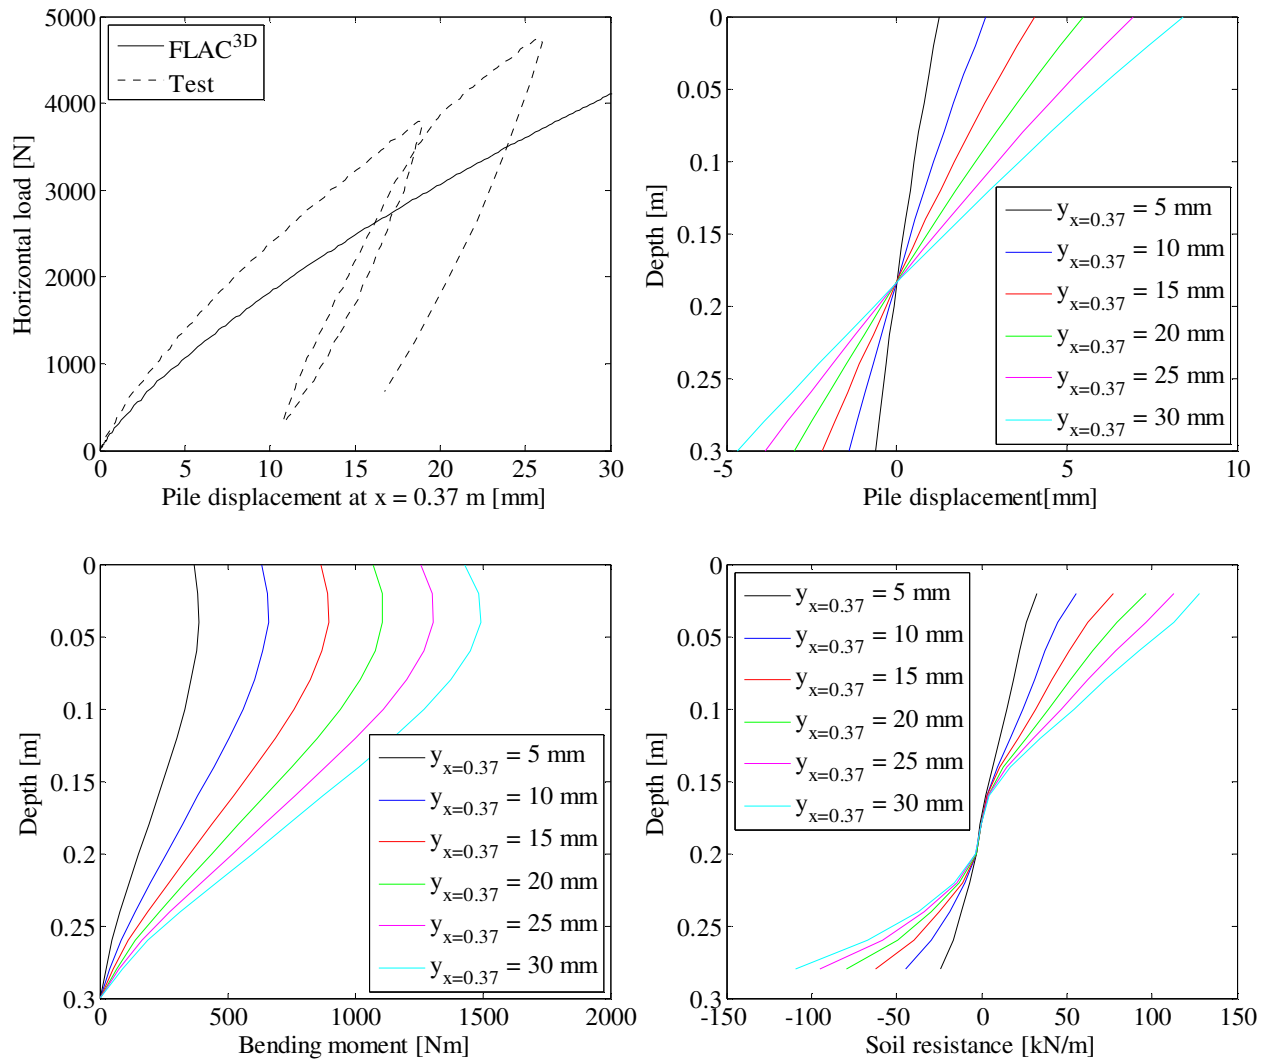 5000
4000
3000
2000
1000
0
Horizontal load [N]
FLAC3D
Test
0 5 10 15 20 25 30
Pile displacement at x = 0.37 m [mm]
0
0.05
0.1
0.15
0.2
0.25
0.3
Depth [m]
yx=0.37 = 5 mm
yx=0.37 = 10 mm
yx=0.37 = 15 mm
yx=0.37 = 20 mm
yx=0.37 = 25 mm
yx=0.37 = 30 mm
-5 0 5 10
Pile displacement[mm]
0
0.05
0.1
0.15
0.2
0.25
0.3
Depth [m]
yx=0.37 = 5 mm
yx=0.37 = 10 mm
yx=0.37 = 15 mm
yx=0.37 = 20 mm
yx=0.37 = 25 mm
yx=0.37 = 30 mm
0 500 1000 1500 2000
Bending moment [Nm]
0
0.05
0.1
0.15
0.2
0.25
0.3
Depth [m]
yx=0.37 = 5 mm
yx=0.37 = 10 mm
yx=0.37 = 15 mm
yx=0.37 = 20 mm
yx=0.37 = 25 mm
yx=0.37 = 30 mm
-150 -100 -50 0 50 100 150
Soil resistance [kN/m]